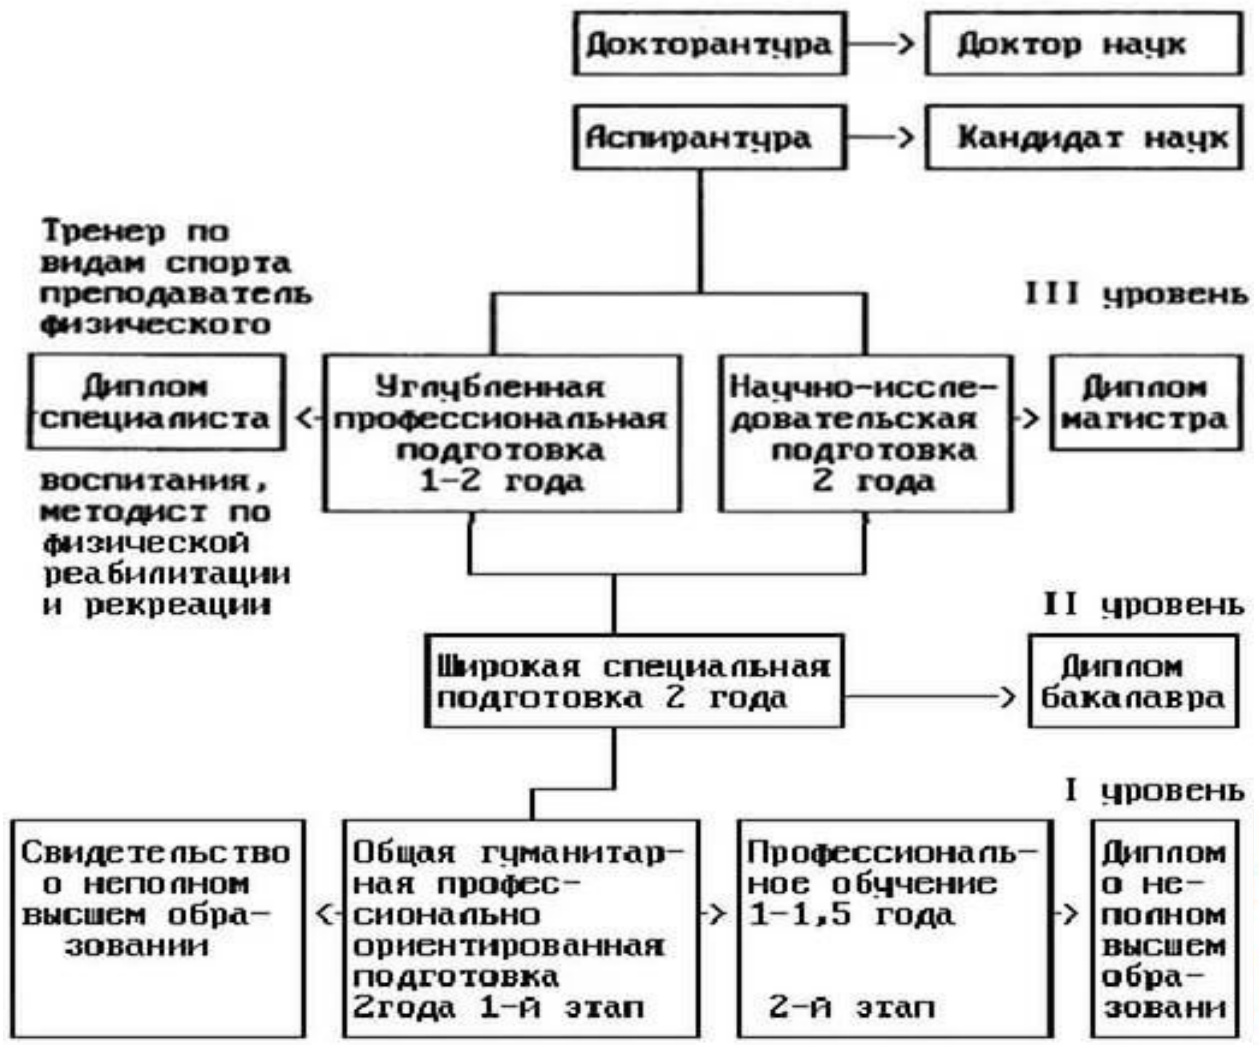 Докторантура
Доктор наук
Аспирантура
Кандидат наук
Тренер по
видам спорта
преподаватель
физического
III уровень
Диплом
специалиста
Углубленная
профессиональная
подготовка
1-2 года
Научно-иссле-
довательская
подготовка
2 года
Диплом
магистра
воспитания,
методист по
физической
реабилитации
и рекреации
II уровень
Широкая специальная
подготовка 2 года
Диплом
бакалавра
I уровень
Свидетельство
о неполном
высшем обра-
зовании
Общая гуманитар-
ная профес-
сионально
ориентированная
подготовка
2года 1-й этап
Профессиональ-
ное обучение
1-1,5 года
2-й этап
Диплом
о не-
полном
высшем
обра-
зовани